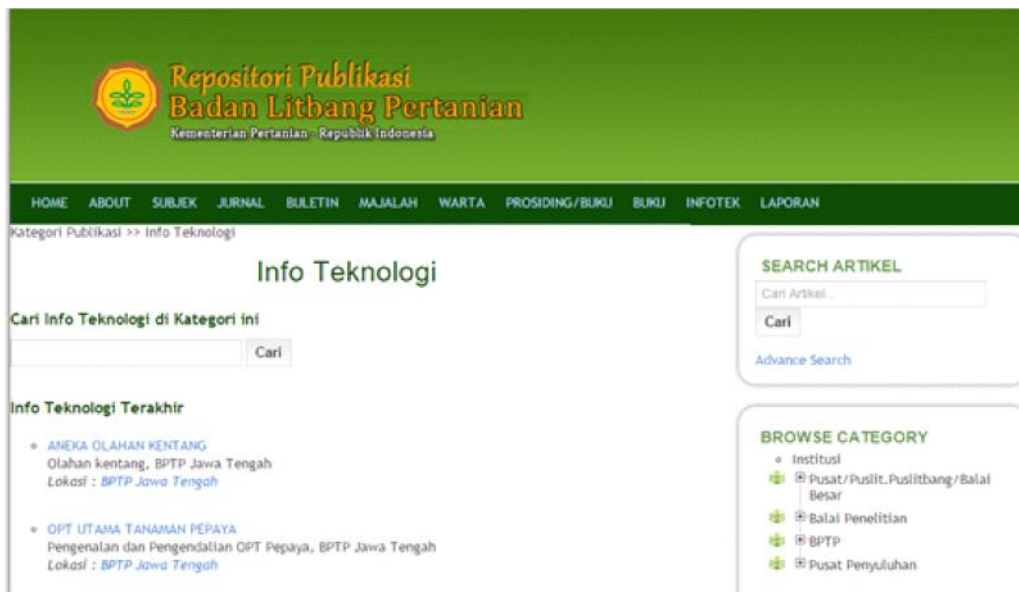 Repositori Publikasi
Badan Litbang Pertanian
Kementerian Pertanian - Republik Indonesia
HOME ABOUT SUBJEK JURNAL BULETIN MAJALAH WARTA PROSIDING/BUKU BUKU INFOTEK LAPORAN
Kategori Publikasi >> Info Teknologi
Info Teknologi
Cari Info Teknologi di Kategori ini
Cari
Info Teknologi Terakhir
ANEKA OLAHAN KENTANG
Olahan kentang, BPTP Jawa Tengah
Lokasi : BPTP Jawa Tengah
OPT UTAMA TANAMAN PEPAYA
Pengenalan dan Pengendalian OPT Pepaya, BPTP Jawa Tengah
Lokasi : BPTP Jawa Tengah
SEARCH ARTIKEL
Cari Artikel..
Cari
Advance Search
BROWSE CATEGORY
Institusi
Pusat/Puslit.Puslitbang/Balai
Besar
Balai Penelitian
BPTP
Pusat Penyuluhan